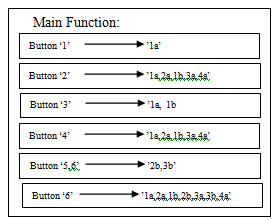 Main Function:
Button ‘1’ ’1a’
Button ‘2’ ’1a,2a,1b,3a,4a’
Button ‘3’ ’1a, 1b
Button ‘4’ ’1a,2a,1b,3a,4a’
Button ‘5,6’ ’2b,3b’
Button ‘6’ ’1a,2a,1b,2b,3a,3b,4a’